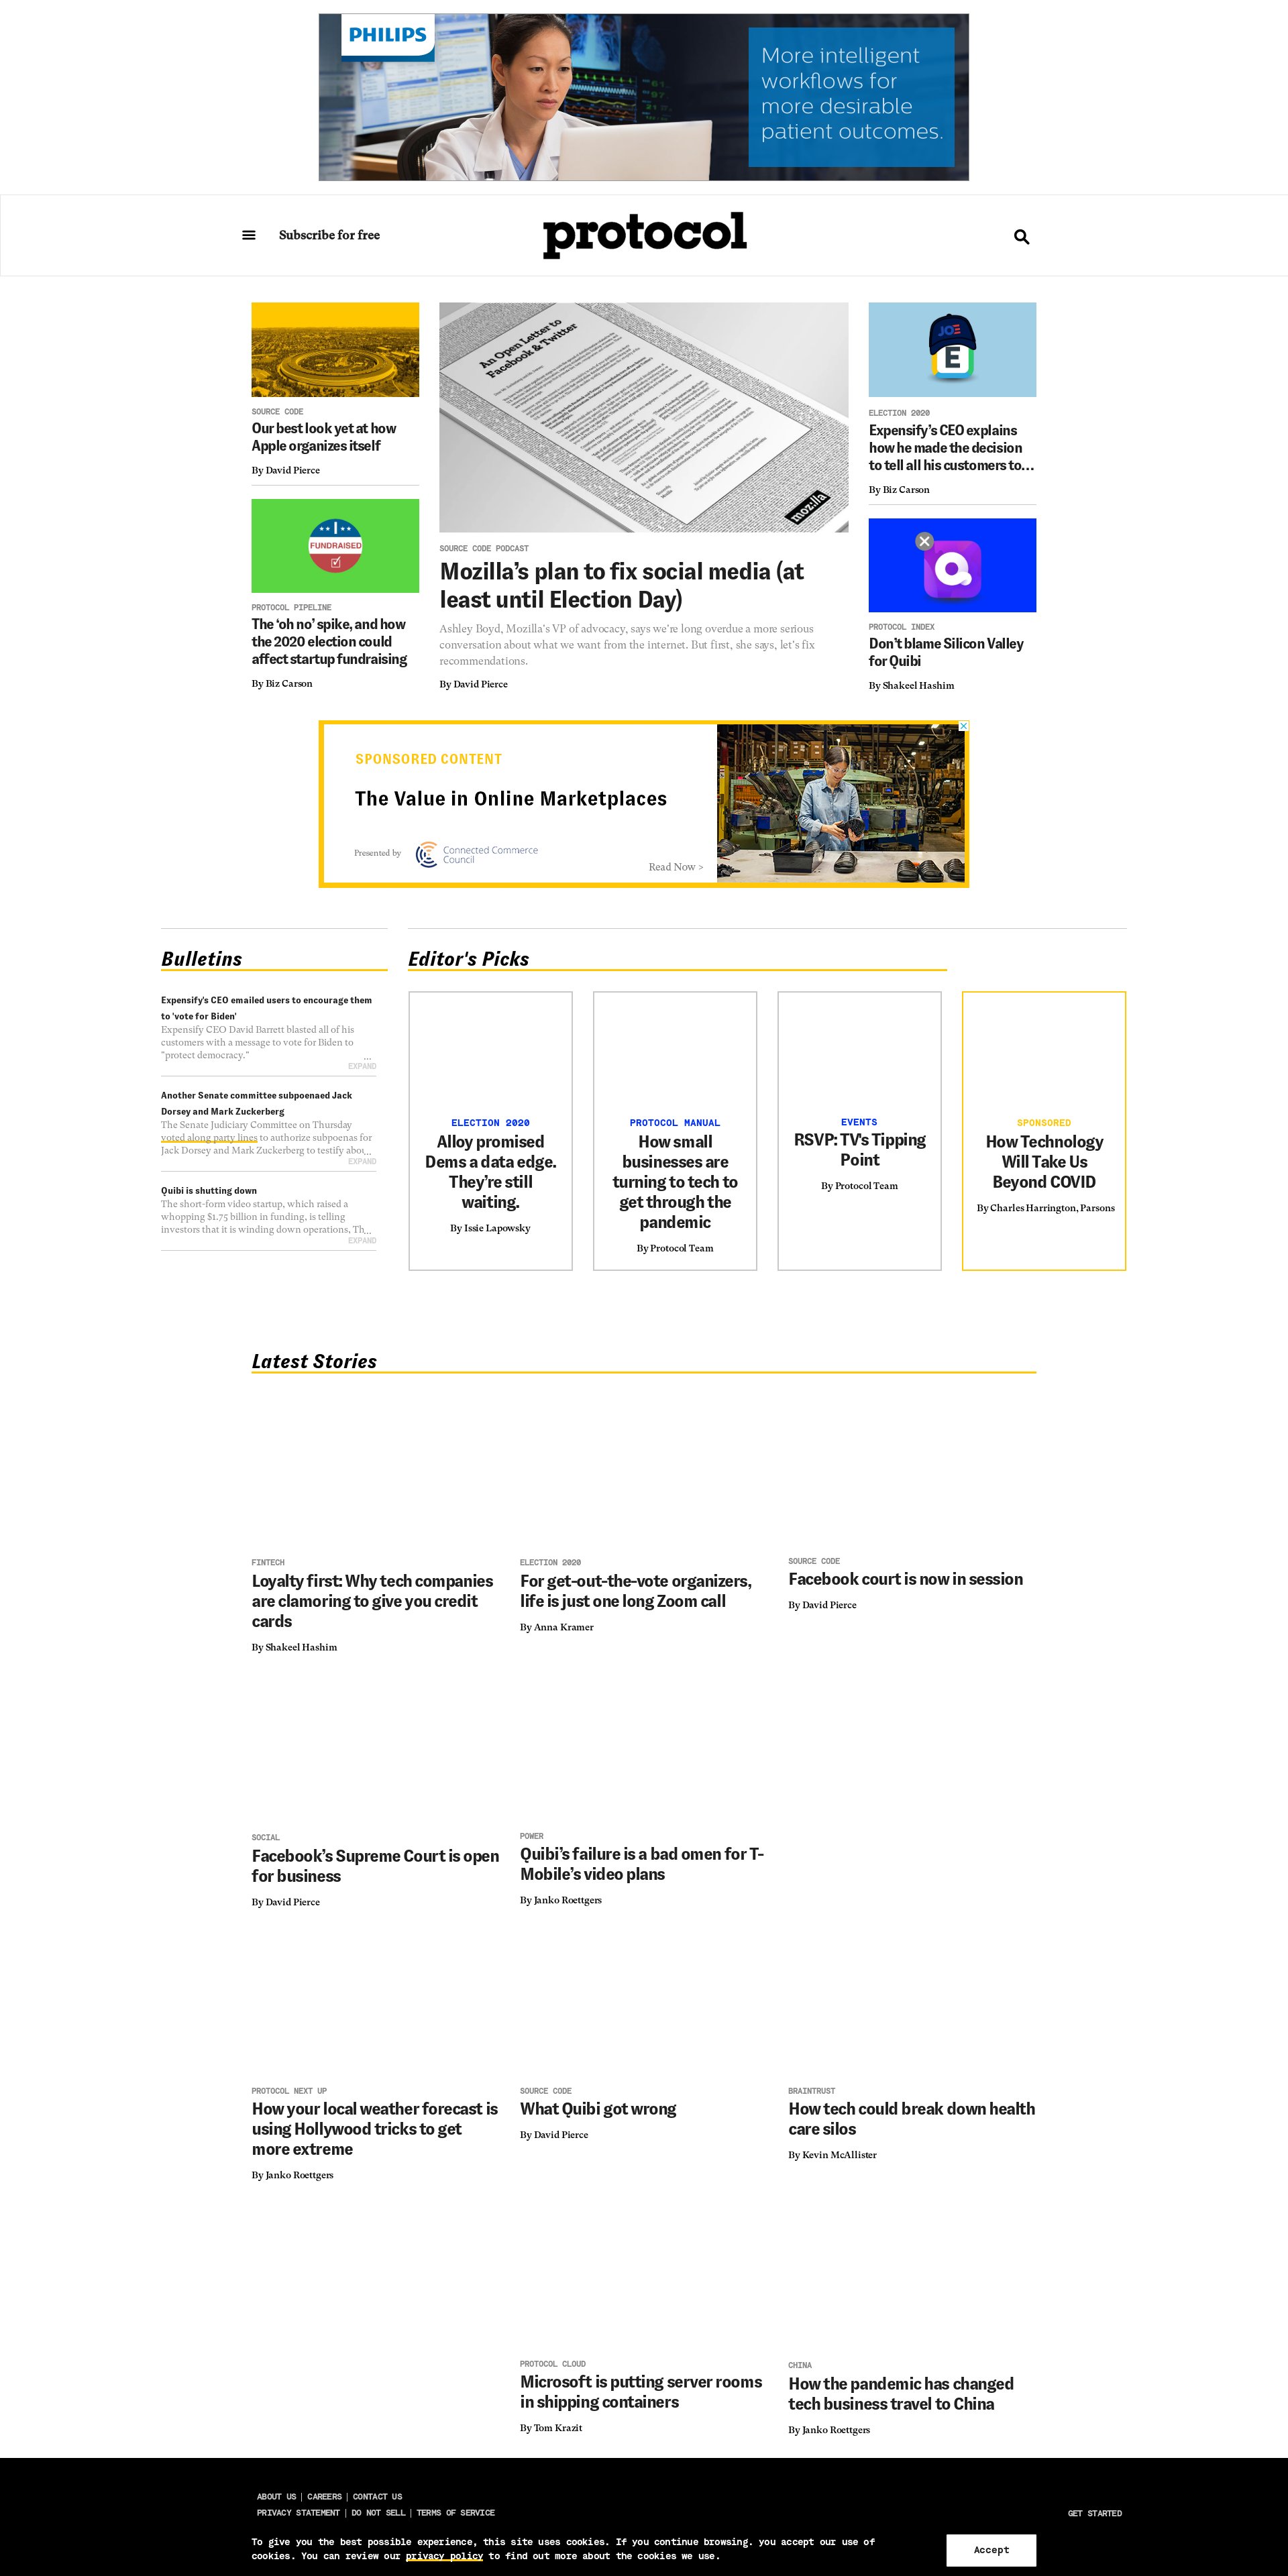 PHILIPS
More intelligent
workflows for
more desirable
patient outcomes.
Subscribe for free
protocol
SOURCE CODE
Our best look yet at how
Apple organizes itself
By David Pierce
FUNDRAISED
PROTOCOL PIPELINE
The ‘oh no’ spike, and how
the 2020 election could
affect startup fundraising
By Biz Carson
An Open Letter to
Facebook & Twitter
moz://a
SOURCE CODE PODCAST
Mozilla’s plan to fix social media (at
least until Election Day)
Ashley Boyd, Mozilla's VP of advocacy, says we're long overdue a more serious
conversation about what we want from the internet. But first, she says, let's fix
recommendations.
By David Pierce
JOE
E
ELECTION 2020
Expensify’s CEO explains
how he made the decision
to tell all his customers to…
By Biz Carson
PROTOCOL INDEX
Don’t blame Silicon Valley
for Quibi
By Shakeel Hashim
SPONSORED CONTENT
The Value in Online Marketplaces
Presented by
Connected Commerce
Council
Read Now >
Bulletins
Expensify's CEO emailed users to encourage them
to 'vote for Biden'
Expensify CEO David Barrett blasted all of his
customers with a message to vote for Biden to
"protect democracy."
...
EXPAND
Another Senate committee subpoenaed Jack
Dorsey and Mark Zuckerberg
The Senate Judiciary Committee on Thursday
voted along party lines to authorize subpoenas for
Jack Dorsey and Mark Zuckerberg to testify abou...
EXPAND
Quibi is shutting down
The short-form video startup, which raised a
whopping $1.75 billion in funding, is telling
investors that it is winding down operations, Th...
EXPAND
Editor's Picks
ELECTION 2020
Alloy promised
Dems a data edge.
They’re still
waiting.
By Issie Lapowsky
PROTOCOL MANUAL
How small
businesses are
turning to tech to
get through the
pandemic
By Protocol Team
EVENTS
RSVP: TV's Tipping
Point
By Protocol Team
SPONSORED
How Technology
Will Take Us
Beyond COVID
By Charles Harrington, Parsons
Latest Stories
FINTECH
Loyalty first: Why tech companies
are clamoring to give you credit
cards
By Shakeel Hashim
ELECTION 2020
For get-out-the-vote organizers,
life is just one long Zoom call
By Anna Kramer
SOURCE CODE
Facebook court is now in session
By David Pierce
SOCIAL
Facebook’s Supreme Court is open
for business
By David Pierce
POWER
Quibi’s failure is a bad omen for T-
Mobile’s video plans
By Janko Roettgers
PROTOCOL NEXT UP
How your local weather forecast is
using Hollywood tricks to get
more extreme
By Janko Roettgers
SOURCE CODE
What Quibi got wrong
By David Pierce
BRAINTRUST
How tech could break down health
care silos
By Kevin McAllister
PROTOCOL CLOUD
Microsoft is putting server rooms
in shipping containers
By Tom Krazit
CHINA
How the pandemic has changed
tech business travel to China
By Janko Roettgers
ABOUT US | CAREERS | CONTACT US
PRIVACY STATEMENT | DO NOT SELL | TERMS OF SERVICE
GET STARTED
To give you the best possible experience, this site uses cookies. If you continue browsing. you accept our use of
cookies. You can review our privacy policy to find out more about the cookies we use.
Accept